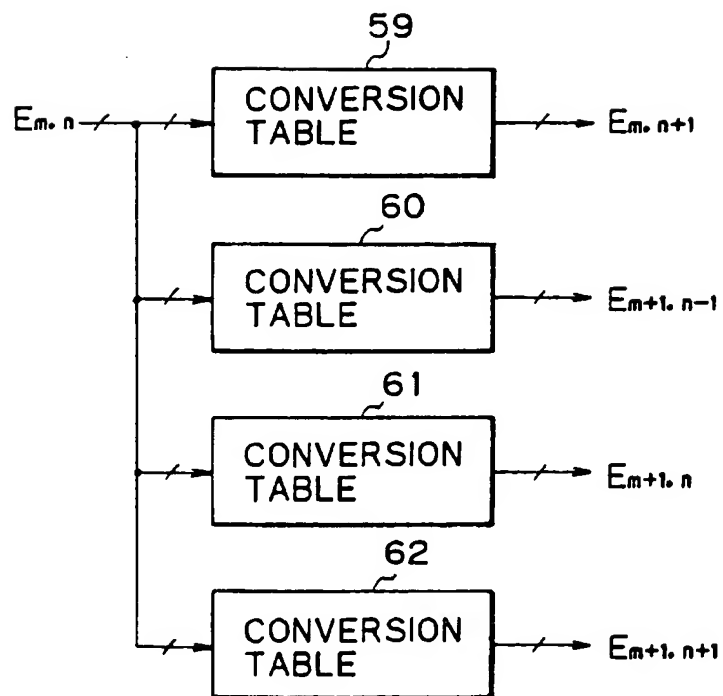 59
CONVERSION
TABLE
Em. n
Em. n+1
60
CONVERSION
TABLE
Em+1. n-1
61
CONVERSION
TABLE
Em+1. n
62
CONVERSION
TABLE
Em+1. n+1